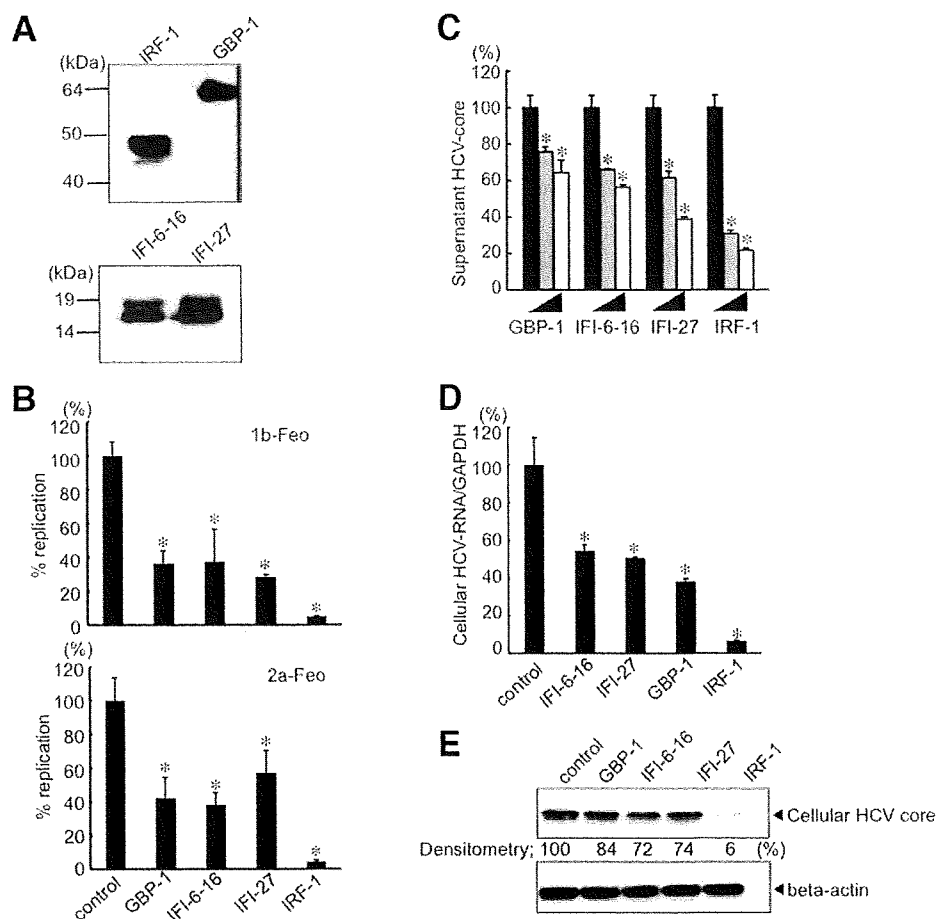 A
IRF-1
GBP-1
(kDa)
64
50
40
IFI-6-16
IFI-27
(kDa)
19
14
B
(%)
1b-Feo
120
100
80
60
40
20
0
% replication
* * * *
(%)
2a-Feo
120
100
80
60
40
20
0
% replication
* * * *
control GBP-1 IFI-6-16 IFI-27 IRF-1
C
(%)
120
100
80
60
40
20
0
Supernatant HCV-core
* * * * * * * *
GBP-1 IFI-6-16 IFI-27 IRF-1
D
(%)
120
100
80
60
40
20
0
Cellular HCV-RNA/GAPDH
* * * *
control IFI-6-16 IFI-27 GBP-1 IRF-1
E
control GBP-1 IFI-6-16 IFI-27 IRF-1
Cellular HCV core
Densitometry; 100 84 72 74 6 (%)
beta-actin